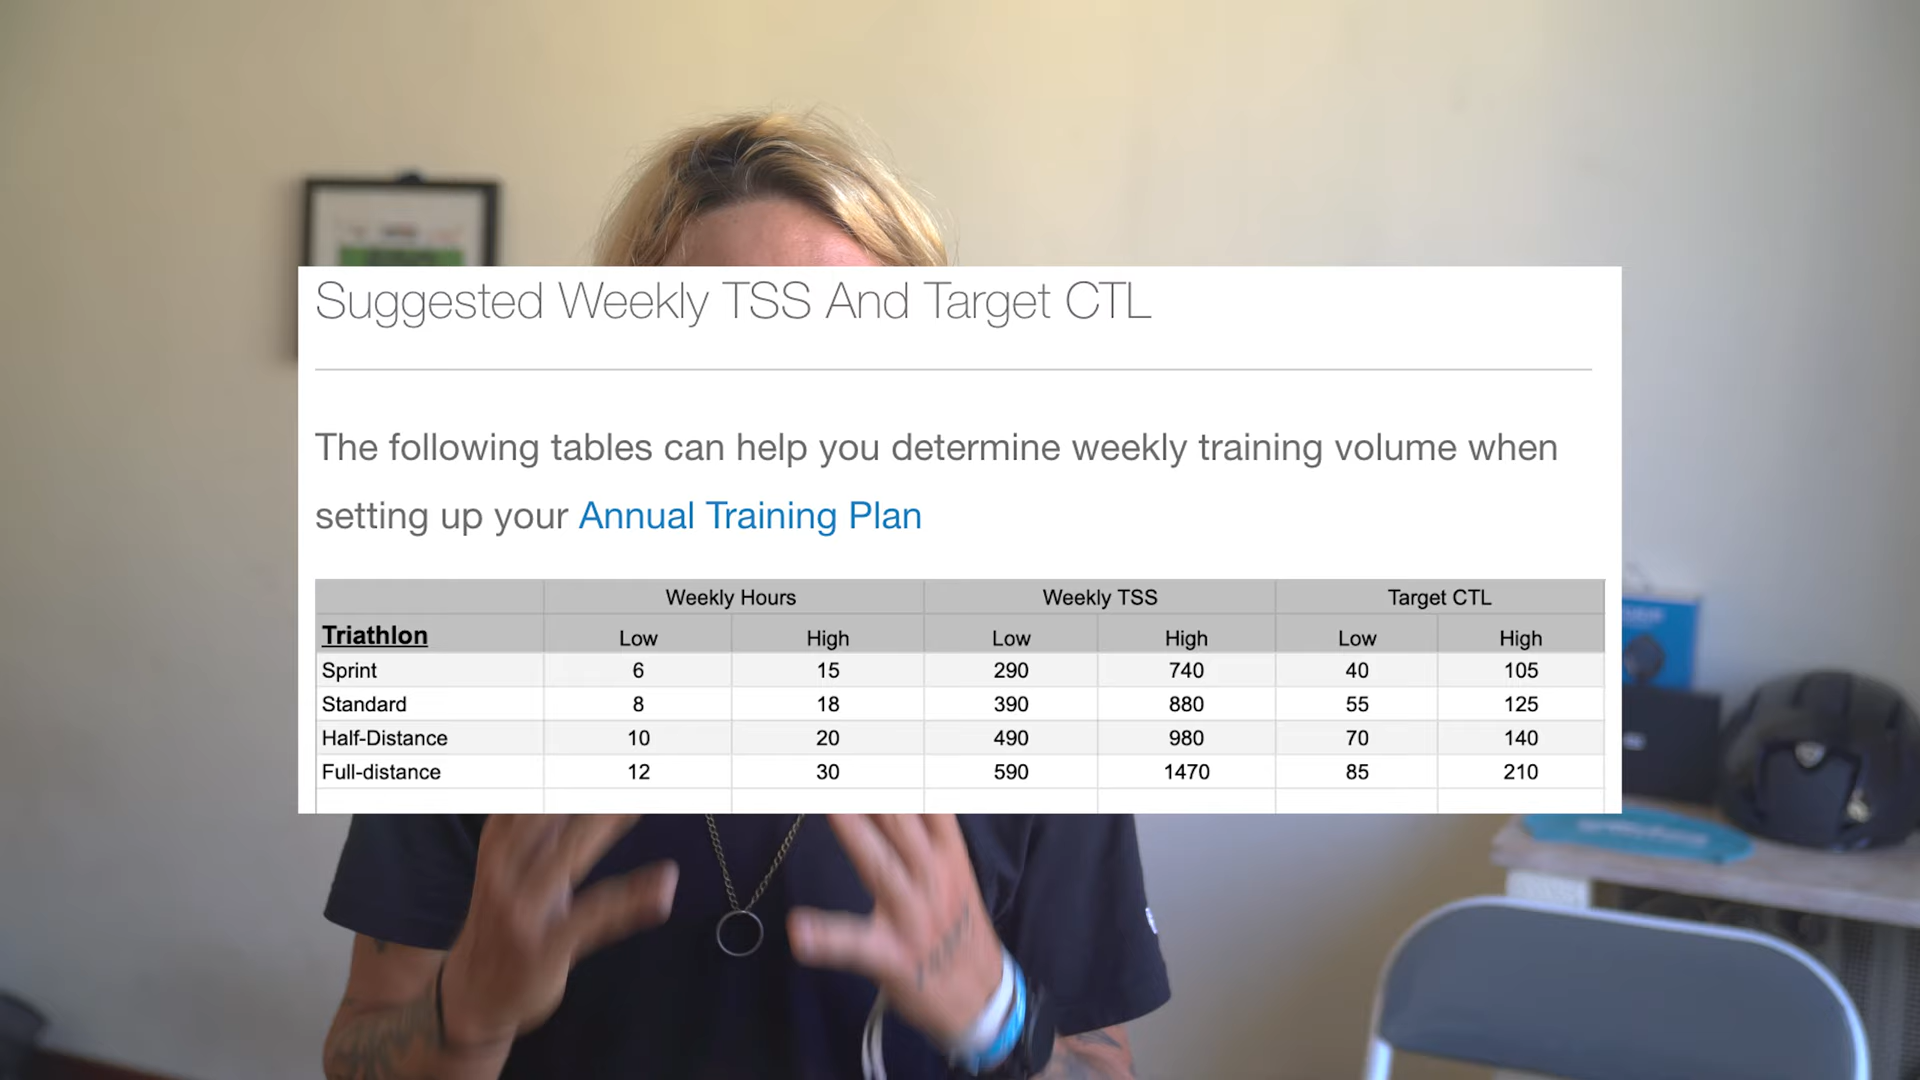 Suggested Weekly TSS And Target CTL
The following tables can help you determine weekly training volume when
setting up your Annual Training Plan
Weekly Hours Weekly TSS Target CTL
Triathlon Low High Low High Low High
Sprint 6 15 290 740 40 105
Standard 8 18 390 880 55 125
Half-Distance 10 20 490 980 70 140
Full-distance 12 30 590 1470 85 210